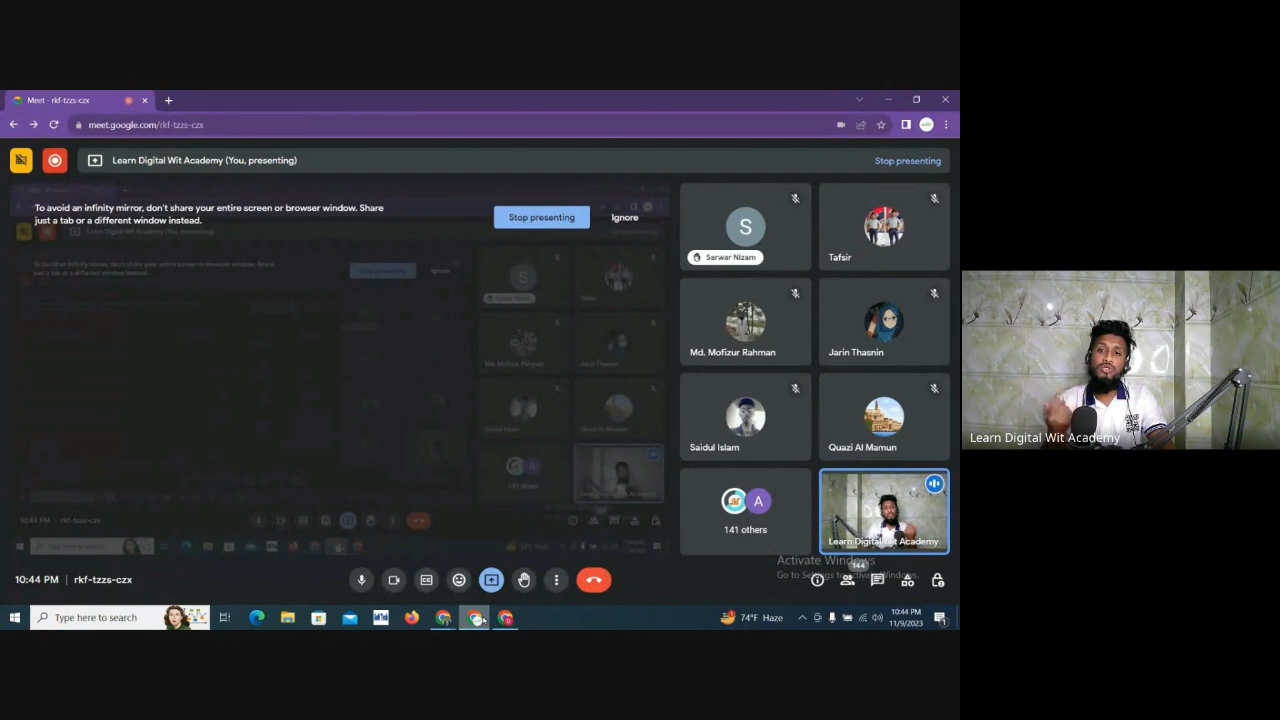 Meet - rkf-tzzs-czx
meet.google.com/rkf-tzzs-czx
Learn Digital Wit Academy (You, presenting)
Stop presenting
To avoid an infinity mirror, don't share your entire screen or browser window. Share
just a tab or a different window instead.
Stop presenting
Ignore
S
Sarwar Nizam
Tafsir
Md. Mofizur Rahman
Jarin Thasnin
Saidul Islam
Quazi Al Mamun
A
141 others
Learn Digital Wit Academy
Learn Digital Wit Academy
Activate Windows
Go to Settings to activate Windows.
144
10:44 PM | rkf-tzzs-czx
Type here to search
74°F Haze
10:44 PM
11/9/2023